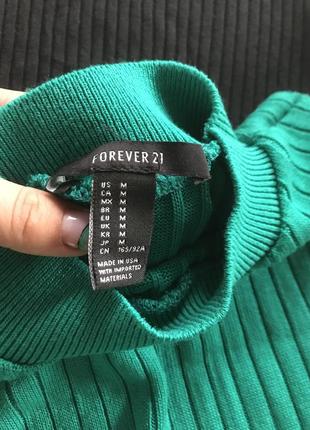 FOREVER 21
US M
CA M
MX M
BR M
EU M
UK M
KR M
JP M
CN 165/92A
MADE IN USA
WITH IMPORTED
MATERIALS